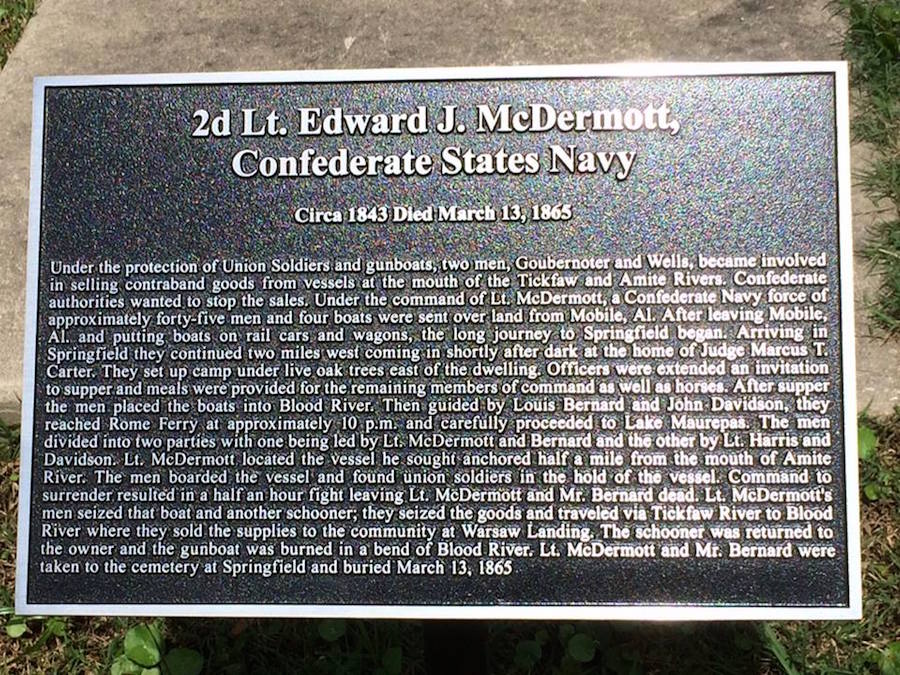 2d Lt. Edward J. McDermott,
Confederate States Navy
Circa 1843 Died March 13, 1865
Under the protection of Union Soldiers and gunboats, two men, Goubernoter and Wells, became involved
in selling contraband goods from vessels at the mouth of the Tickfaw and Amite Rivers. Confederate
authorities wanted to stop the sales. Under the command of Lt. McDermott, a Confederate Navy force of
approximately forty-five men and four boats were sent over land from Mobile, Al. After leaving Mobile,
Al. and putting boats on rail cars and wagons, the long journey to Springfield began. Arriving in
Springfield they continued two miles west coming in shortly after dark at the home of Judge Marcus T.
Carter. They set up camp under live oak trees east of the dwelling. Officers were extended an invitation
to supper and meals were provided for the remaining members of command as well as horses. After supper
the men placed the boats into Blood River. Then guided by Louis Bernard and John Davidson, they
reached Rome Ferry at approximately 10 p.m. and carefully proceeded to Lake Maurepas. The men
divided into two parties with one being led by Lt. McDermott and Bernard and the other by Lt. Harris and
Davidson. Lt. McDermott located the vessel he sought anchored half a mile from the mouth of Amite
River. The men boarded the vessel and found union soldiers in the hold of the vessel. Command to
surrender resulted in a half an hour fight leaving Lt. McDermott and Mr. Bernard dead. Lt. McDermott's
men seized that boat and another schooner; they seized the goods and traveled via Tickfaw River to Blood
River where they sold the supplies to the community at Warsaw Landing. The schooner was returned to
the owner and the gunboat was burned in a bend of Blood River. Lt. McDermott and Mr. Bernard were
taken to the cemetery at Springfield and buried March 13, 1865